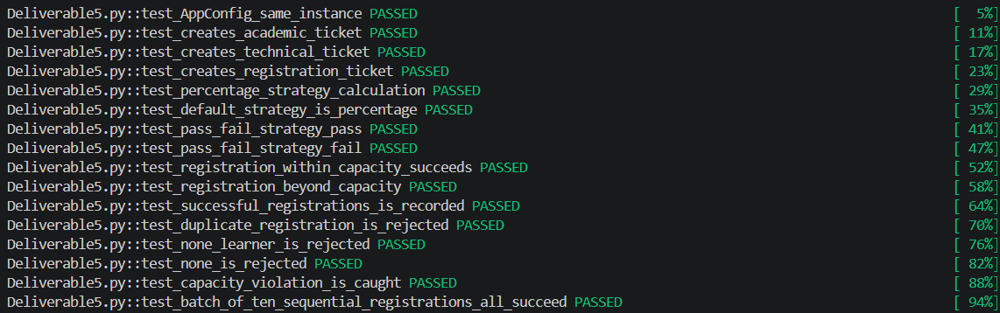 Deliverable5.py::test_AppConfig_same_instance PASSED [  5%]
Deliverable5.py::test_creates_academic_ticket PASSED [ 11%]
Deliverable5.py::test_creates_technical_ticket PASSED [ 17%]
Deliverable5.py::test_creates_registration_ticket PASSED [ 23%]
Deliverable5.py::test_percentage_strategy_calculation PASSED [ 29%]
Deliverable5.py::test_default_strategy_is_percentage PASSED [ 35%]
Deliverable5.py::test_pass_fail_strategy_pass PASSED [ 41%]
Deliverable5.py::test_pass_fail_strategy_fail PASSED [ 47%]
Deliverable5.py::test_registration_within_capacity_succeeds PASSED [ 52%]
Deliverable5.py::test_registration_beyond_capacity PASSED [ 58%]
Deliverable5.py::test_successful_registrations_is_recorded PASSED [ 64%]
Deliverable5.py::test_duplicate_registration_is_rejected PASSED [ 70%]
Deliverable5.py::test_none_learner_is_rejected PASSED [ 76%]
Deliverable5.py::test_none_is_rejected PASSED [ 82%]
Deliverable5.py::test_capacity_violation_is_caught PASSED [ 88%]
Deliverable5.py::test_batch_of_ten_sequential_registrations_all_succeed PASSED [ 94%]